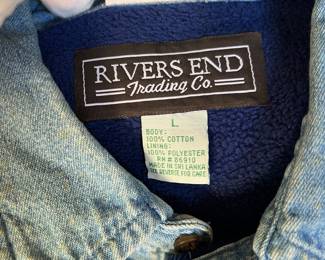 RIVERS END
Trading Co.
L
BODY:
100% COTTON
LINING:
100% POLYESTER
RN# 86910
MADE IN SRI LANKA
SEE REVERSE FOR CARE